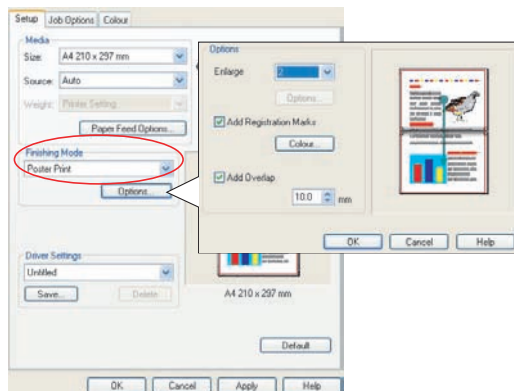 Setup Job Options Colour
Media
Size: A4 210 x 297 mm
Source: Auto
Weight: Printer Setting
Paper Feed Options...
Finishing Mode
Poster Print
Options...
Driver Settings
Untitled
Save... Delete
A4 210 x 297 mm
Default
OK Cancel Apply Help
Options
Enlarge 2
Options...
Add Registration Marks
Colour...
Add Overlap
10.0 mm
OK Cancel Help